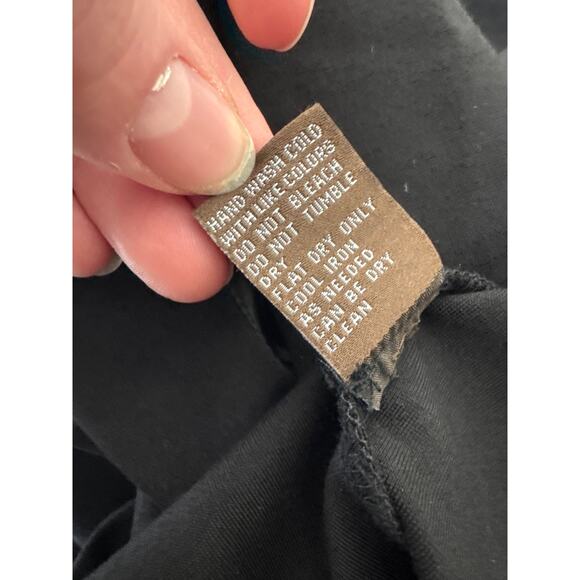 HAND WASH COLD
WITH LIKE COLORS
DO NOT BLEACH
DO NOT TUMBLE
DRY
FLAT DRY ONLY
COOL IRON
AS NEEDED
CAN BE DRY
CLEAN